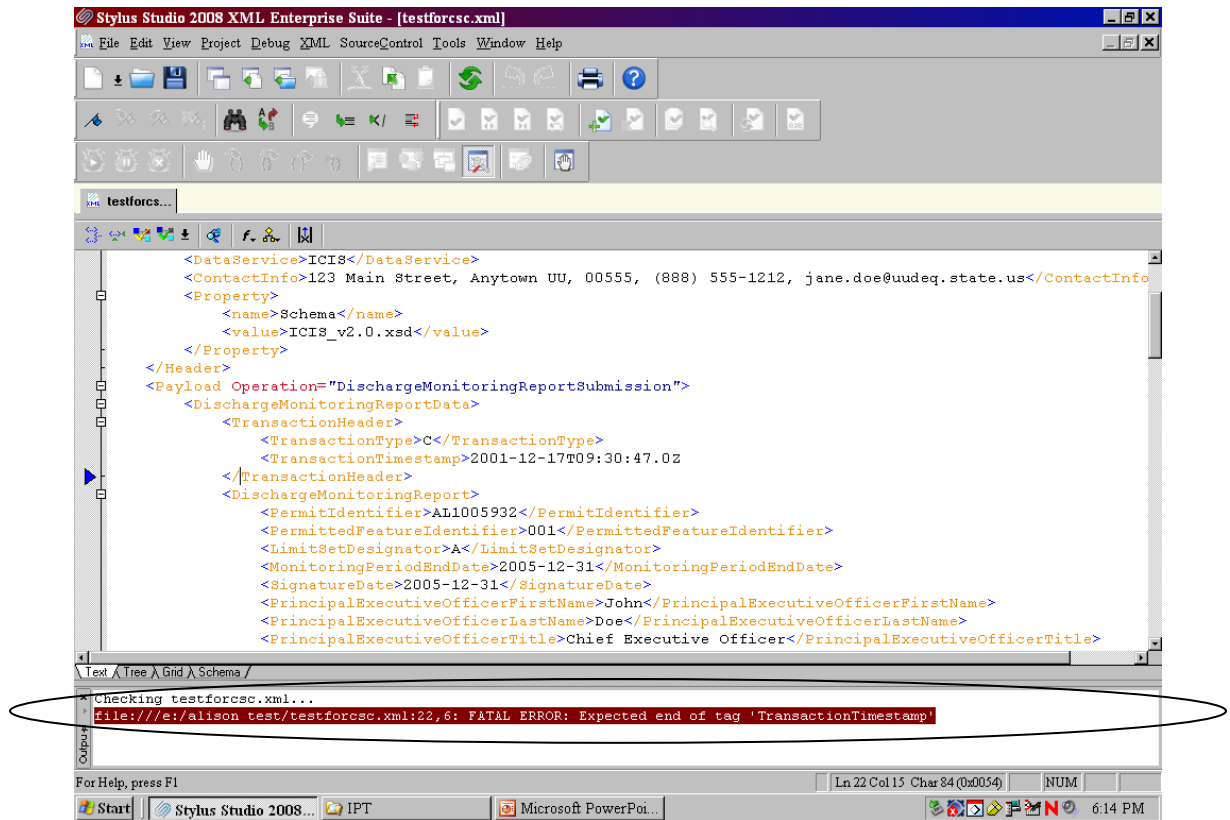 Stylus Studio 2008 XML Enterprise Suite - [testforcsc.xml]
File Edit View Project Debug XML SourceControl Tools Window Help
testforcs...
<DataService>ICIS</DataService>
<ContactInfo>123 Main Street, Anytown UU, 00555, (888) 555-1212, jane.doe@uudeq.state.us</ContactInfo
<Property>
<name>Schema</name>
<value>ICIS_v2.0.xsd</value>
</Property>
</Header>
<Payload Operation="DischargeMonitoringReportSubmission">
<DischargeMonitoringReportData>
<TransactionHeader>
<TransactionType>C</TransactionType>
<TransactionTimestamp>2001-12-17T09:30:47.0Z
</TransactionHeader>
<DischargeMonitoringReport>
<PermitIdentifier>AL1005932</PermitIdentifier>
<PermittedFeatureIdentifier>001</PermittedFeatureIdentifier>
<LimitSetDesignator>A</LimitSetDesignator>
<MonitoringPeriodEndDate>2005-12-31</MonitoringPeriodEndDate>
<SignatureDate>2005-12-31</SignatureDate>
<PrincipalExecutiveOfficerFirstName>John</PrincipalExecutiveOfficerFirstName>
<PrincipalExecutiveOfficerLastName>Doe</PrincipalExecutiveOfficerLastName>
<PrincipalExecutiveOfficerTitle>Chief Executive Officer</PrincipalExecutiveOfficerTitle>
Text Tree Grid Schema
Checking testforcsc.xml...
file:///e:/alison test/testforcsc.xml:22,6: FATAL ERROR: Expected end of tag 'TransactionTimestamp'
For Help, press F1
Ln 22 Col 15 Char 84 (0x0054) NUM
Start Stylus Studio 2008... IPT Microsoft PowerPoi... 6:14 PM